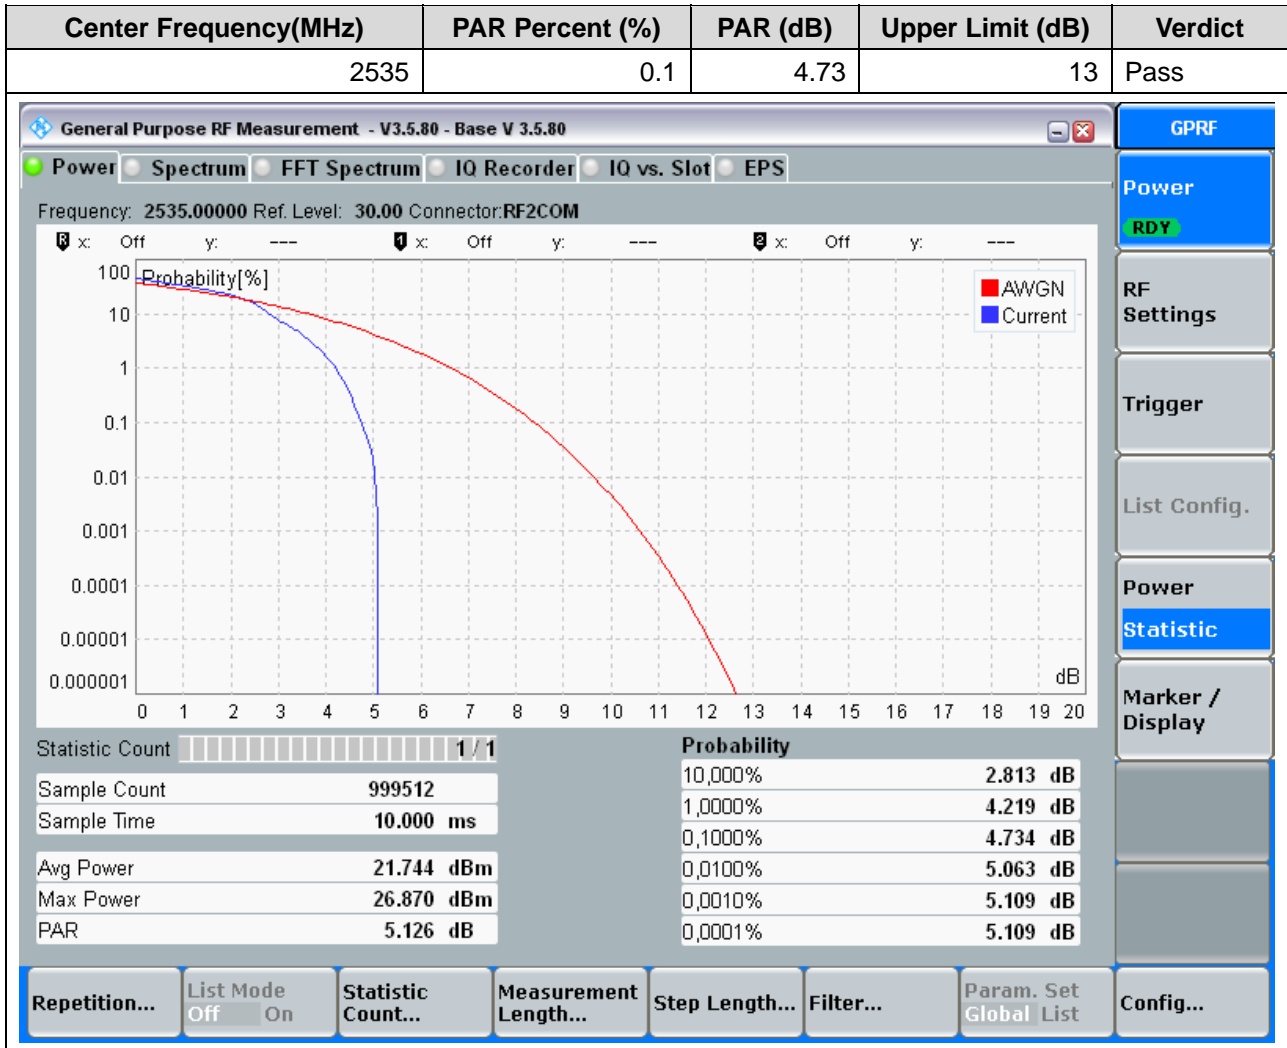 Center Frequency(MHz) PAR Percent (%) PAR (dB) Upper Limit (dB) Verdict
2535 0.1 4.73 13 Pass
General Purpose RF Measurement - V3.5.80 - Base V 3.5.80
GPRF
Power Spectrum FFT Spectrum IQ Recorder IQ vs. Slot EPS
Frequency: 2535.00000 Ref. Level: 30.00 Connector:RF2COM
R x: Off y: --- 1 x: Off y: --- 2 x: Off y: ---
Probability[%]
100
10
1
0.1
0.01
0.001
0.0001
0.00001
0.000001
AWGN
Current
dB
0 1 2 3 4 5 6 7 8 9 10 11 12 13 14 15 16 17 18 19 20
Statistic Count 1 / 1
Sample Count 999512
Sample Time 10.000 ms
Avg Power 21.744 dBm
Max Power 26.870 dBm
PAR 5.126 dB
Probability
10,000% 2.813 dB
1,0000% 4.219 dB
0,1000% 4.734 dB
0,0100% 5.063 dB
0,0010% 5.109 dB
0,0001% 5.109 dB
Power
RDY
RF
Settings
Trigger
List Config.
Power
Statistic
Marker /
Display
Repetition...
List Mode
Off On
Statistic
Count...
Measurement
Length...
Step Length...
Filter...
Param. Set
Global List
Config...